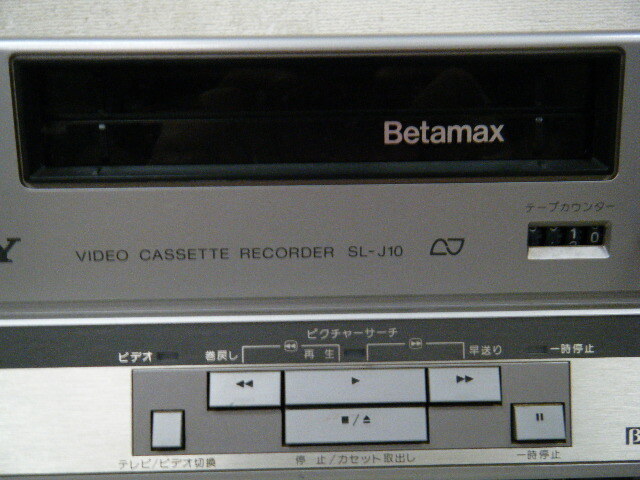 Betamax
テープカウンター
Y VIDEO CASSETTE RECORDER SL-J10
10
ピクチャーサーチ
ビデオ 巻戻し 再生 早送り 一時停止
■/⏏
テレビ/ビデオ切換 停止/カセット取出し 一時停止